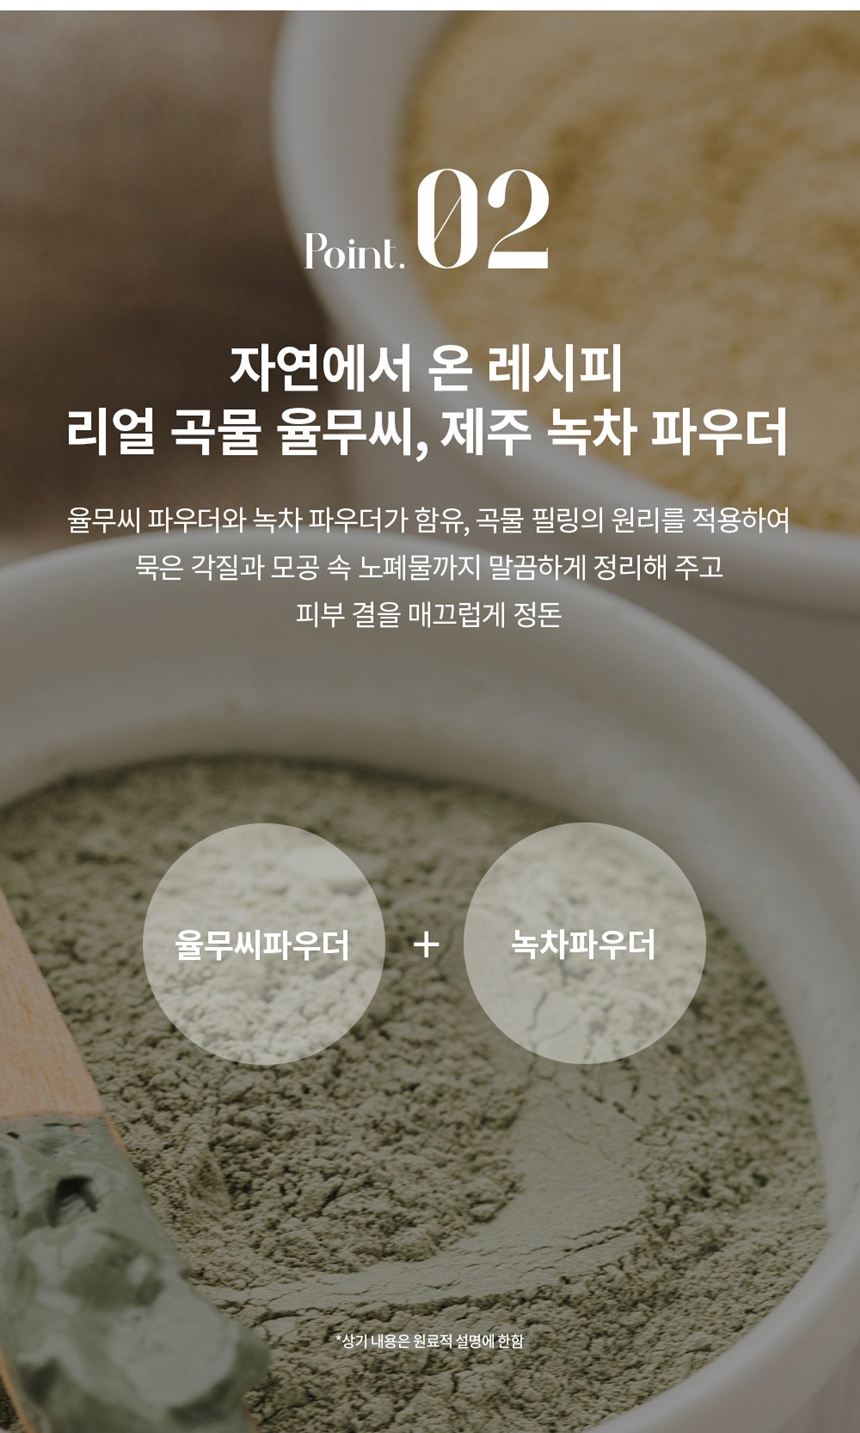 Point. 02
자연에서 온 레시피
리얼 곡물 율무씨, 제주 녹차 파우더
율무씨 파우더와 녹차 파우더가 함유, 곡물 필링의 원리를 적용하여
묵은 각질과 모공 속 노폐물까지 말끔하게 정리해 주고
피부 결을 매끄럽게 정돈
율무씨파우더 + 녹차파우더
*상기 내용은 원료적 설명에 한함